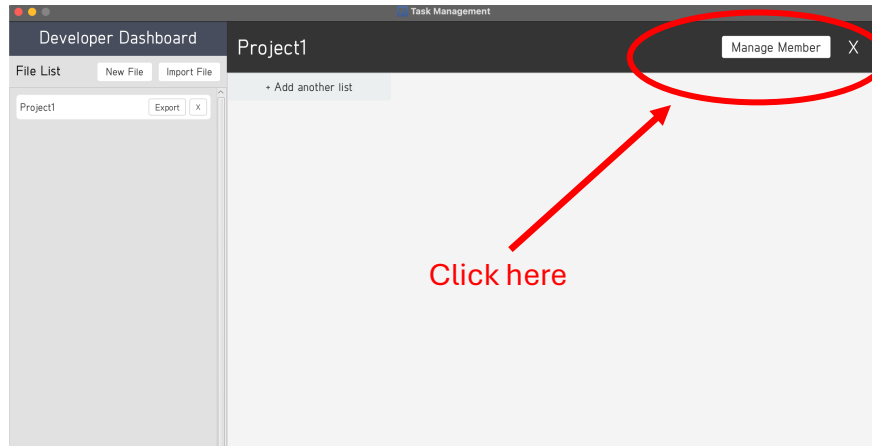 Task Management
Developer Dashboard
Project1
Manage Member X
File List New File Import File
+ Add another list
Project1 Export X
Click here